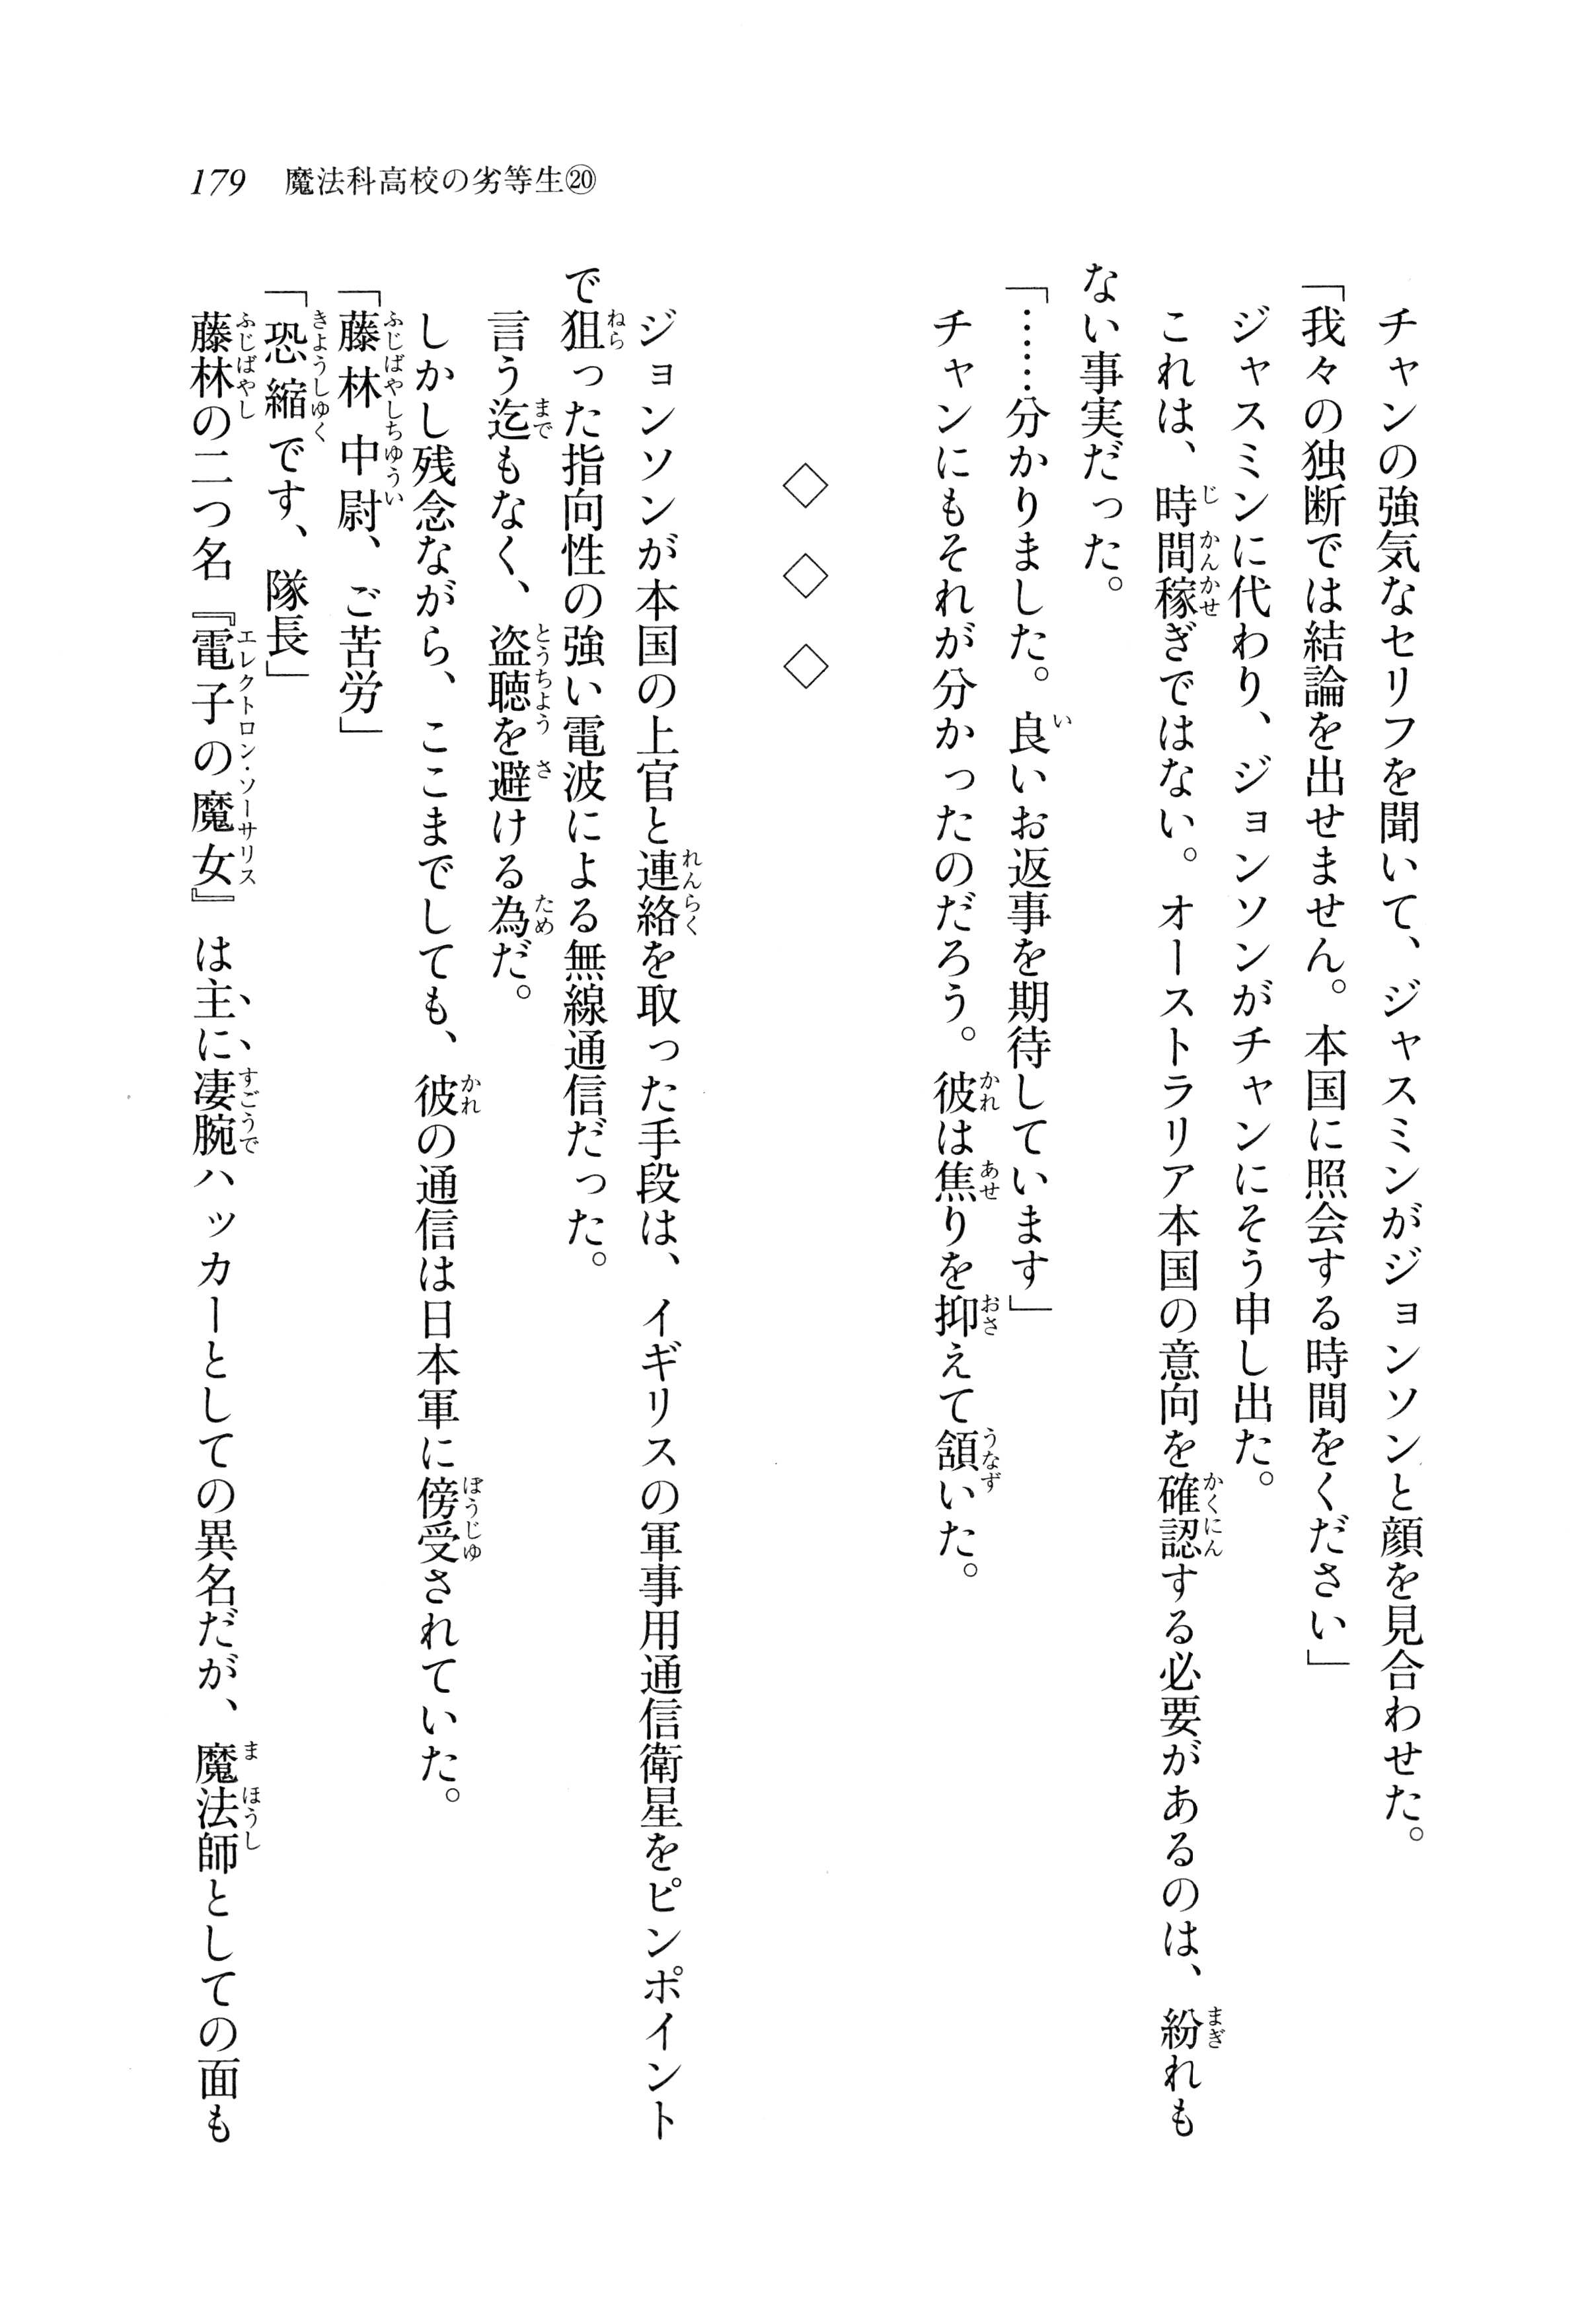 179 魔法科高校の劣等生⑳
チャンの強気なセリフを聞いて、ジャスミンがジョンソンと顔を見合わせた。
「我々の独断では結論を出せません。本国に照会する時間をください」
ジャスミンに代わり、ジョンソンがチャンにそう申し出た。
これは、時間稼ぎではない。オーストラリア本国の意向を確認する必要があるのは、紛れも
ない事実だった。
「……分かりました。良いお返事を期待しています」
チャンにもそれが分かったのだろう。彼は焦りを抑えて頷いた。
◇ ◇ ◇
ジョンソンが本国の上官と連絡を取った手段は、イギリスの軍事用通信衛星をピンポイント
で狙った指向性の強い電波による無線通信だった。
言う迄もなく、盗聴を避ける為だ。
しかし残念ながら、ここまでしても、彼の通信は日本軍に傍受されていた。
「藤林中尉、ご苦労」
「恐縮です、隊長」
藤林の二つ名『電子の魔女』は主に凄腕ハッカーとしての異名だが、魔法師としての面も